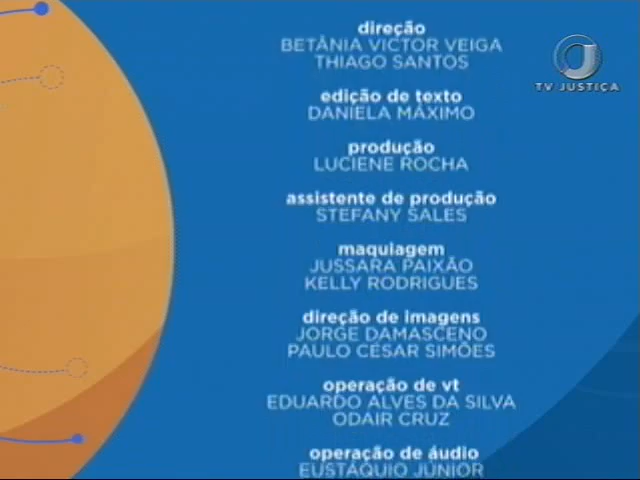 direção
BETÂNIA VICTOR VEIGA
THIAGO SANTOS
TV JUSTIÇA
edição de texto
DANIELA MÁXIMO
produção
LUCIENE ROCHA
assistente de produção
STEFANY SALES
maquiagem
JUSSARA PAIXÃO
KELLY RODRIGUES
direção de imagens
JORGE DAMASCENO
PAULO CÉSAR SIMÕES
operação de vt
EDUARDO ALVES DA SILVA
ODAIR CRUZ
operação de áudio
EUSTÁQUIO JÚNIOR